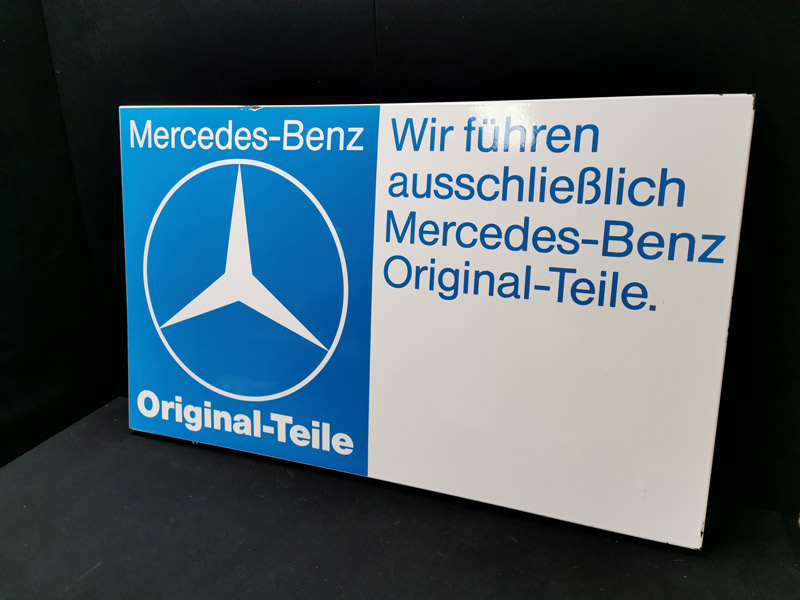 Mercedes-Benz
Original-Teile
Wir führen
ausschließlich
Mercedes-Benz
Original-Teile.